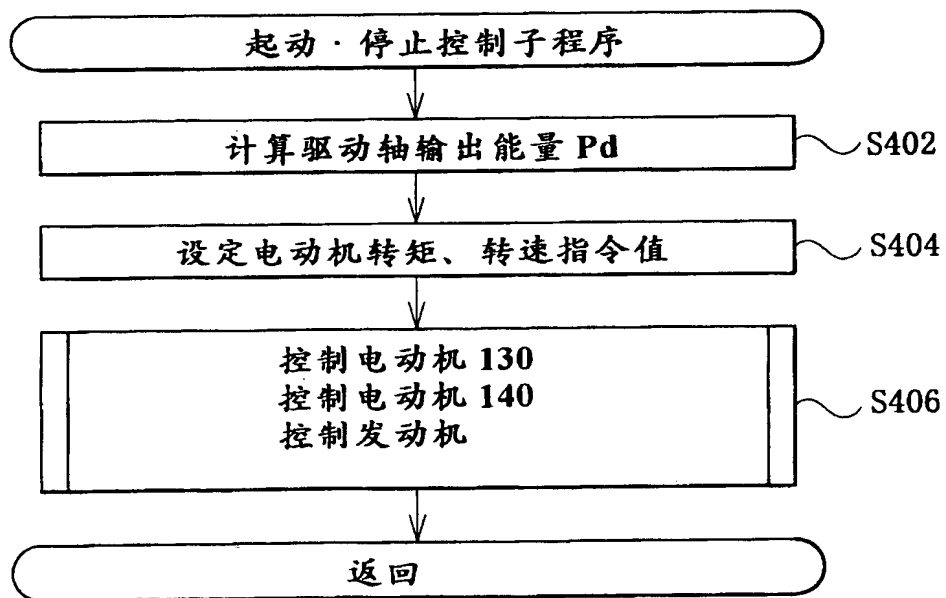 起动·停止控制子程序
计算驱动轴输出能量 Pd
S402
设定电动机转矩、转速指令值
S404
控制电动机 130
控制电动机 140
控制发动机
S406
返回